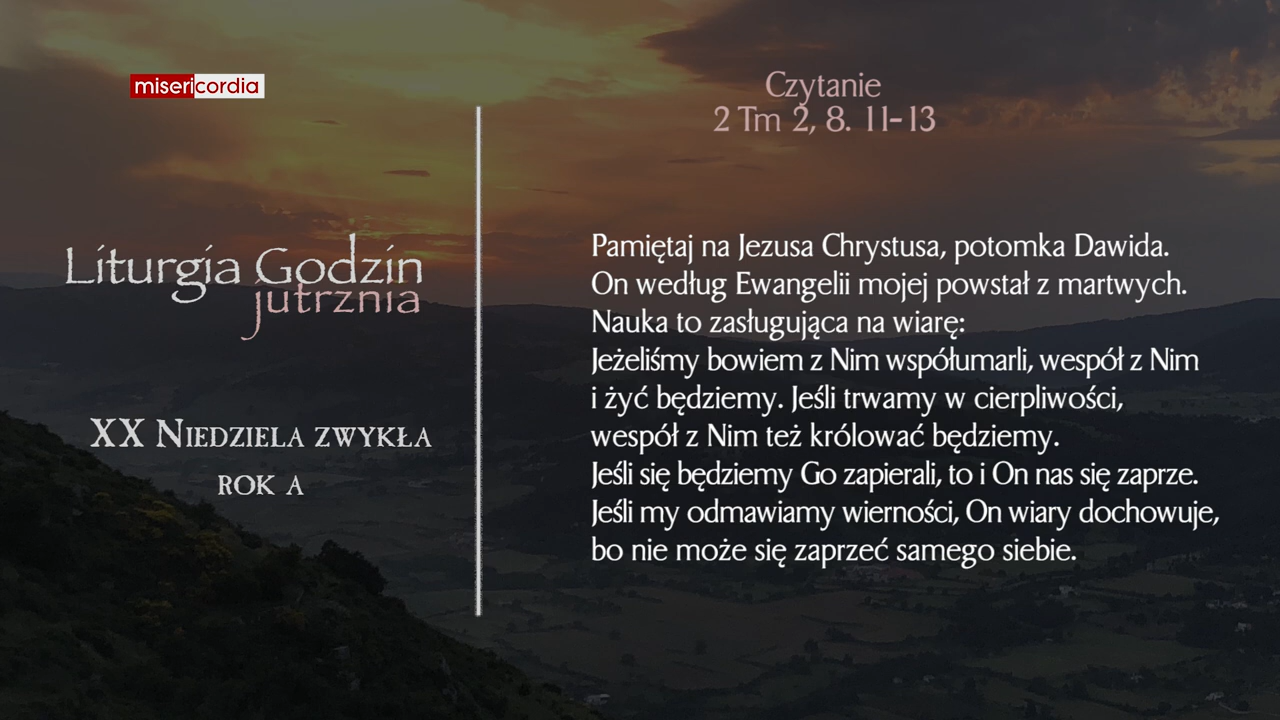 misericordia
Liturgia Godzin
jutrznia
XX Niedziela zwykła
rok A
Czytanie
2 Tm 2, 8. 11-13
Pamiętaj na Jezusa Chrystusa, potomka Dawida.
On według Ewangelii mojej powstał z martwych.
Nauka to zasługująca na wiarę:
Jeżeliśmy bowiem z Nim współumarli, wespół z Nim
i żyć będziemy. Jeśli trwamy w cierpliwości,
wespół z Nim też królować będziemy.
Jeśli się będziemy Go zapierali, to i On nas się zaprze.
Jeśli my odmawiamy wierności, On wiary dochowuje,
bo nie może się zaprzeć samego siebie.